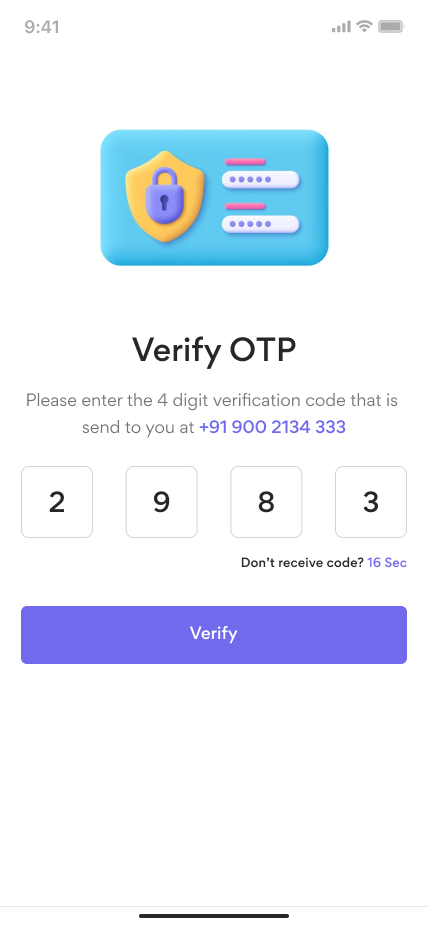 9:41
Verify OTP
Please enter the 4 digit verification code that is
send to you at +91 900 2134 333
2 9 8 3
Don’t receive code? 16 Sec
Verify